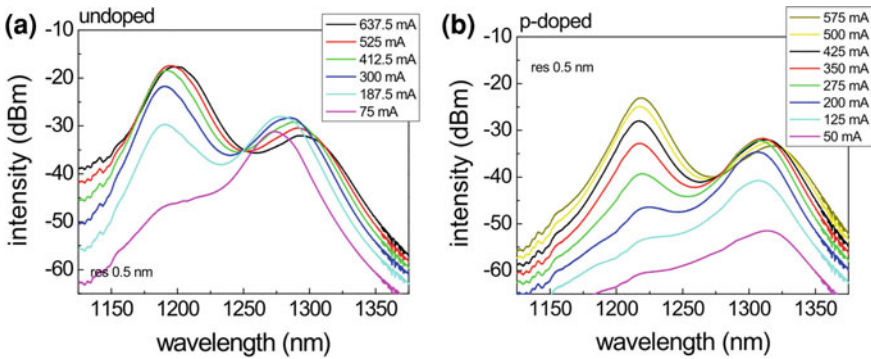 (a)
undoped
637.5 mA
525 mA
412.5 mA
300 mA
187.5 mA
75 mA
-10
-20
-30
-40
-50
-60
intensity (dBm)
res 0.5 nm
1150
1200
1250
1300
1350
wavelength (nm)
(b)
p-doped
575 mA
500 mA
425 mA
350 mA
275 mA
200 mA
125 mA
50 mA
res 0.5 nm
-10
-20
-30
-40
-50
-60
intensity (dBm)
1150
1200
1250
1300
1350
wavelength (nm)